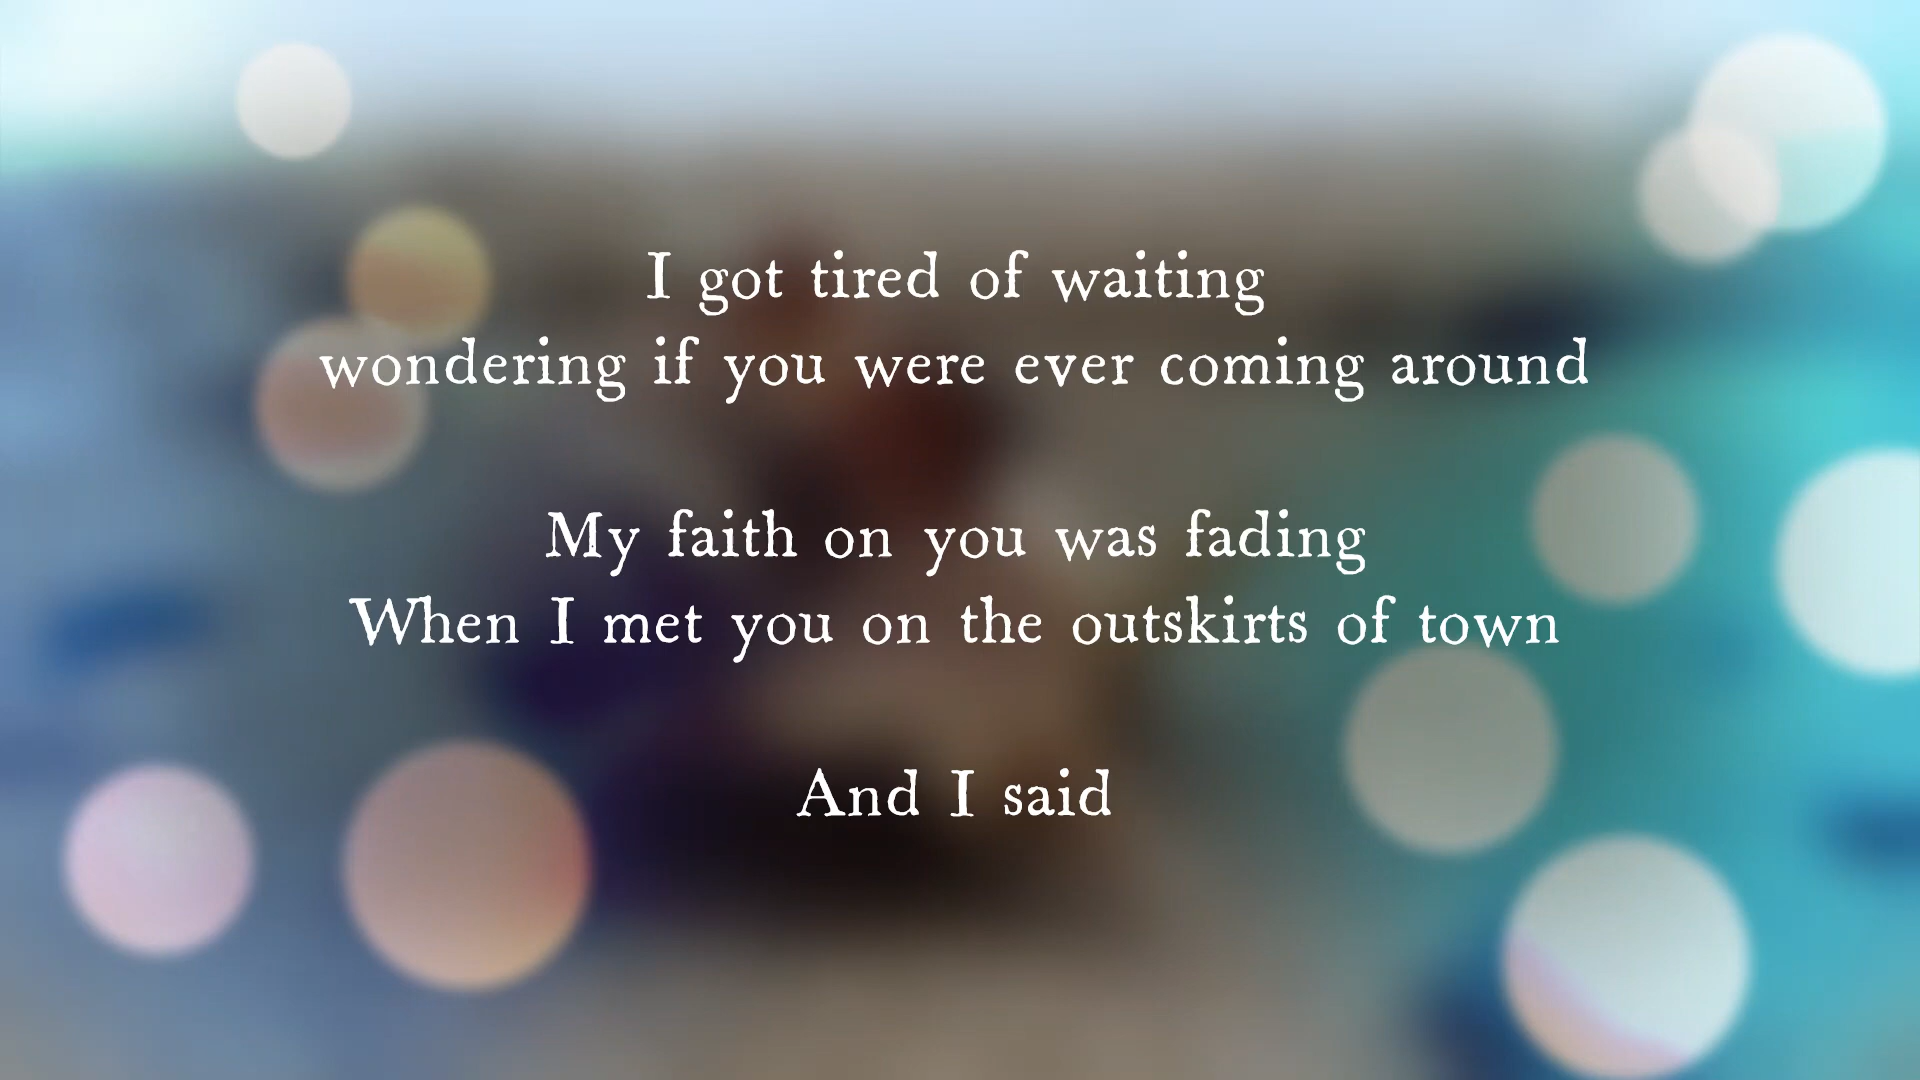 I got tired of waiting
wondering if you were ever coming around
My faith on you was fading
When I met you on the outskirts of town
And I said